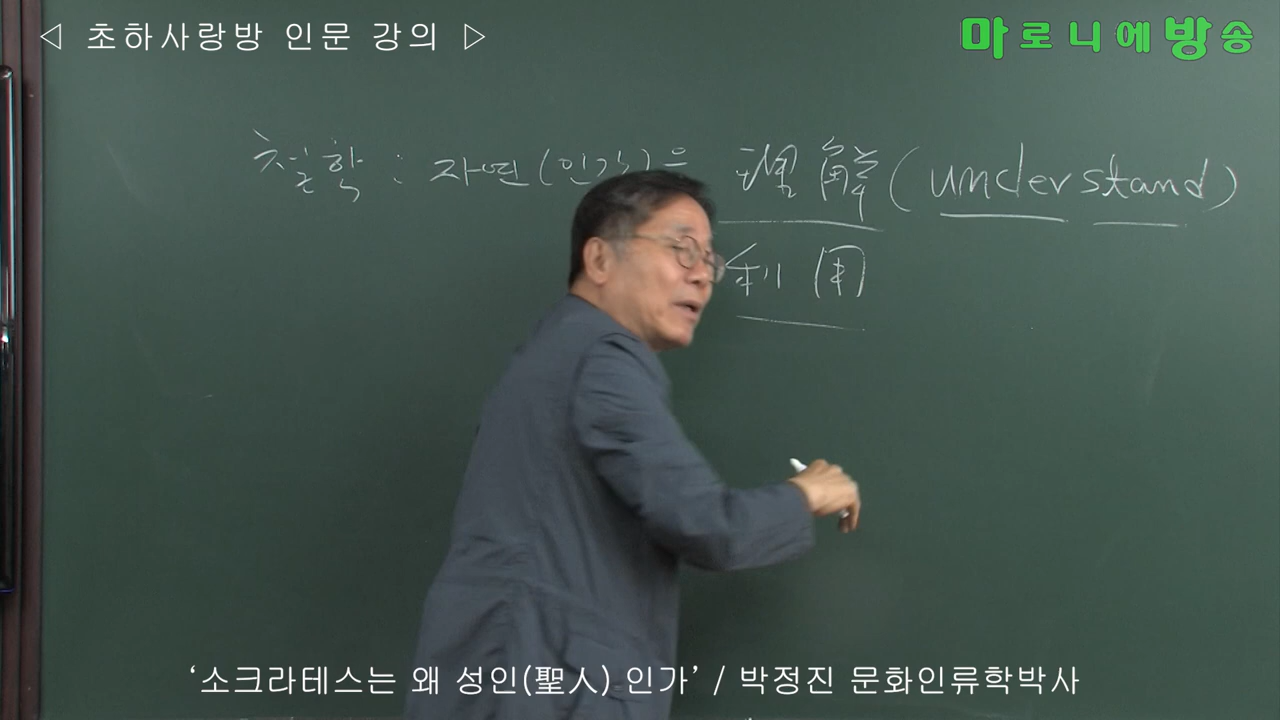 ◁ 초하사랑방 인문 강의 ▷
마로니에방송
철학 : 자연(인간)은 理解(understand)
利用
‘소크라테스는 왜 성인(聖人) 인가’ / 박정진 문화인류학박사